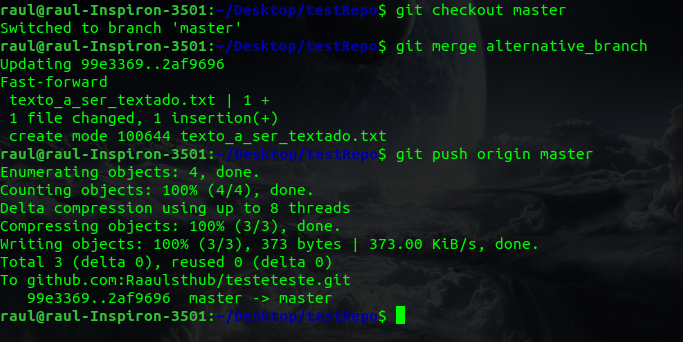 raul@raul-Inspiron-3501:~/Desktop/testRepo$ git checkout master
Switched to branch 'master'
raul@raul-Inspiron-3501:~/Desktop/testRepo$ git merge alternative_branch
Updating 99e3369..2af9696
Fast-forward
 texto_a_ser_textado.txt | 1 +
 1 file changed, 1 insertion(+)
 create mode 100644 texto_a_ser_textado.txt
raul@raul-Inspiron-3501:~/Desktop/testRepo$ git push origin master
Enumerating objects: 4, done.
Counting objects: 100% (4/4), done.
Delta compression using up to 8 threads
Compressing objects: 100% (3/3), done.
Writing objects: 100% (3/3), 373 bytes | 373.00 KiB/s, done.
Total 3 (delta 0), reused 0 (delta 0)
To github.com:Raaulsthub/testeteste.git
   99e3369..2af9696  master -> master
raul@raul-Inspiron-3501:~/Desktop/testRepo$